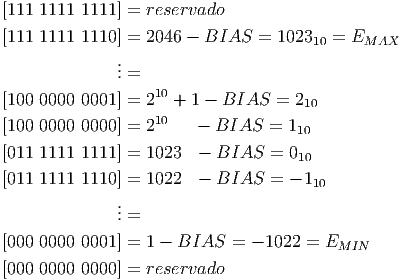 [111 1111 1111] = reservado
[111 1111 1110] = 2046 − BIAS = 1023₁₀ = E_MAX
⋮ =
[100 0000 0001] = 2¹⁰ + 1 − BIAS = 2₁₀
[100 0000 0000] = 2¹⁰ − BIAS = 1₁₀
[011 1111 1111] = 1023 − BIAS = 0₁₀
[011 1111 1110] = 1022 − BIAS = −1₁₀
⋮ =
[000 0000 0001] = 1 − BIAS = −1022 = E_MIN
[000 0000 0000] = reservado